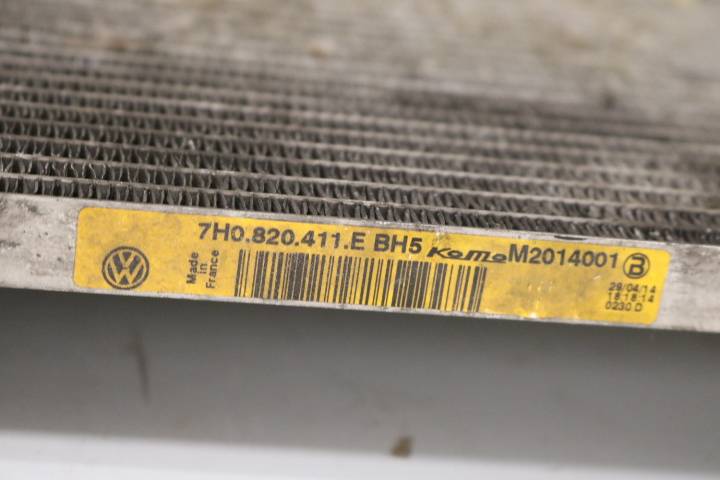 7H0.820.411.E BH5 KoMo M2014001 B
Made
in
France
29/04/14
18:18:14
0230 D